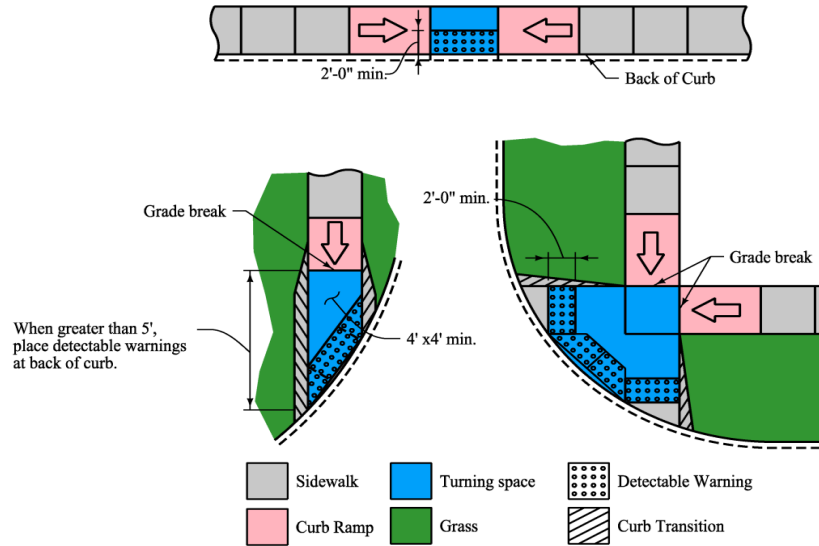 2'-0" min.
Back of Curb
2'-0" min.
Grade break
Grade break
When greater than 5',
place detectable warnings
at back of curb.
4' x4' min.
Sidewalk
Turning space
Detectable Warning
Curb Ramp
Grass
Curb Transition